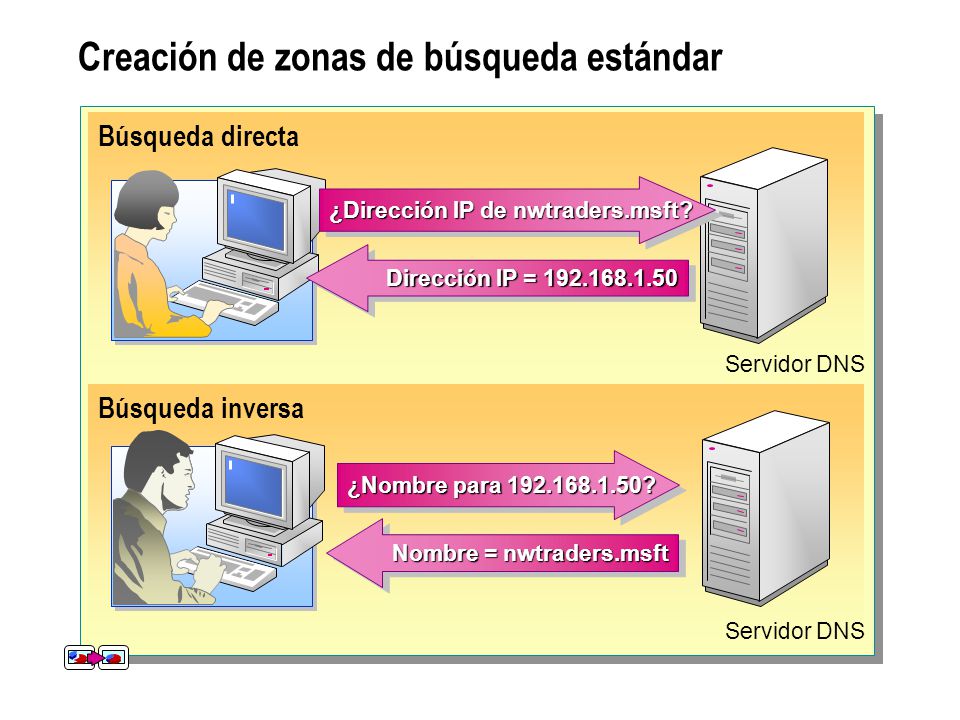 Creación de zonas de búsqueda estándar
Búsqueda directa
¿Dirección IP de nwtraders.msft?
Dirección IP = 192.168.1.50
Servidor DNS
Búsqueda inversa
¿Nombre para 192.168.1.50?
Nombre = nwtraders.msft
Servidor DNS